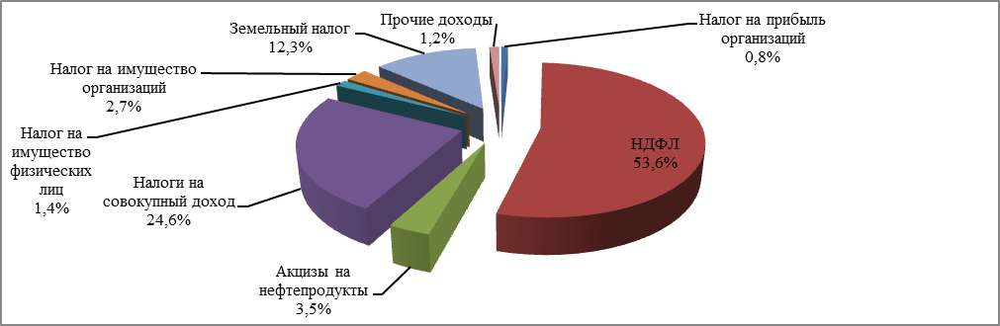 Прочие доходы
1,2%
Налог на прибыль
организаций
0,8%
Земельный налог
12,3%
Налог на имущество
организаций
2,7%
Налог на
имущество
физических
лиц
1,4%
НДФЛ
53,6%
Налоги на
совокупный доход
24,6%
Акцизы на
нефтепродукты
3,5%